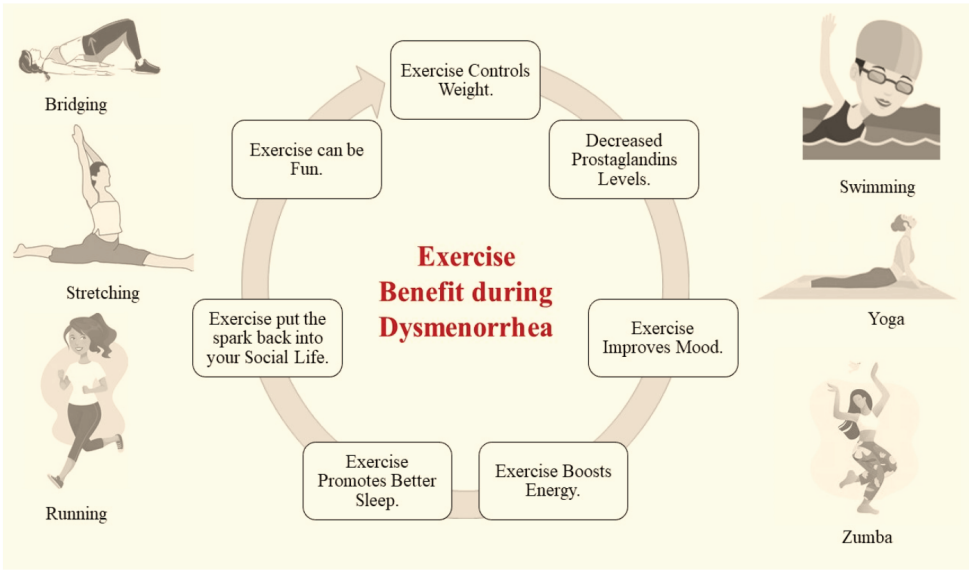 Bridging
Stretching
Running
Exercise Controls
Weight.
Decreased
Prostaglandins
Levels.
Exercise
Improves Mood.
Exercise Boosts
Energy.
Exercise
Promotes Better
Sleep.
Exercise put the
spark back into
your Social Life.
Exercise can be
Fun.
Exercise
Benefit during
Dysmenorrhea
Swimming
Yoga
Zumba